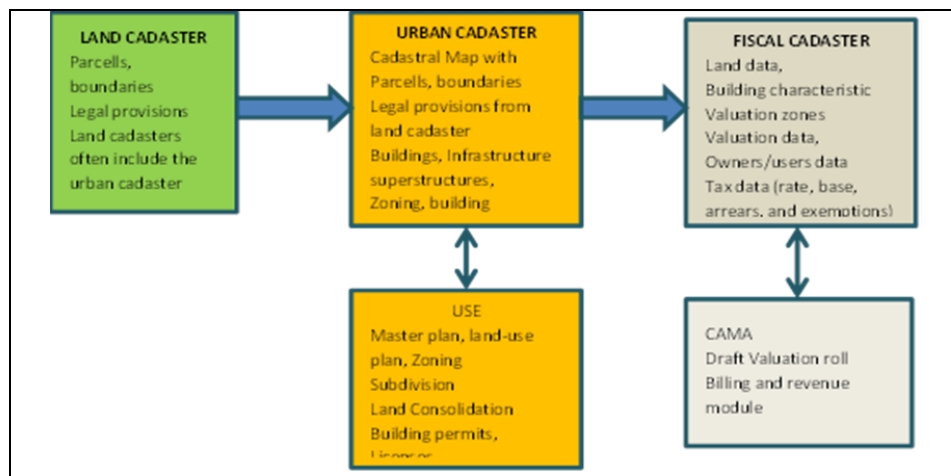 LAND CADASTER
Parcells,
boundaries
Legal provisions
Land cadasters
often include the
urban cadaster
URBAN CADASTER
Cadastral Map with
Parcells, boundaries
Legal provisions from
land cadaster
Buildings, Infrastructure
superstructures,
Zoning, building
FISCAL CADASTER
Land data,
Building characteristic
Valuation zones
Valuation data,
Owners/users data
Tax data (rate, base,
arrears, and exemptions)
USE
Master plan, land-use
plan, Zoning
Subdivision
Land Consolidation
Building permits,
CAMA
Draft Valuation roll
Billing and revenue
module